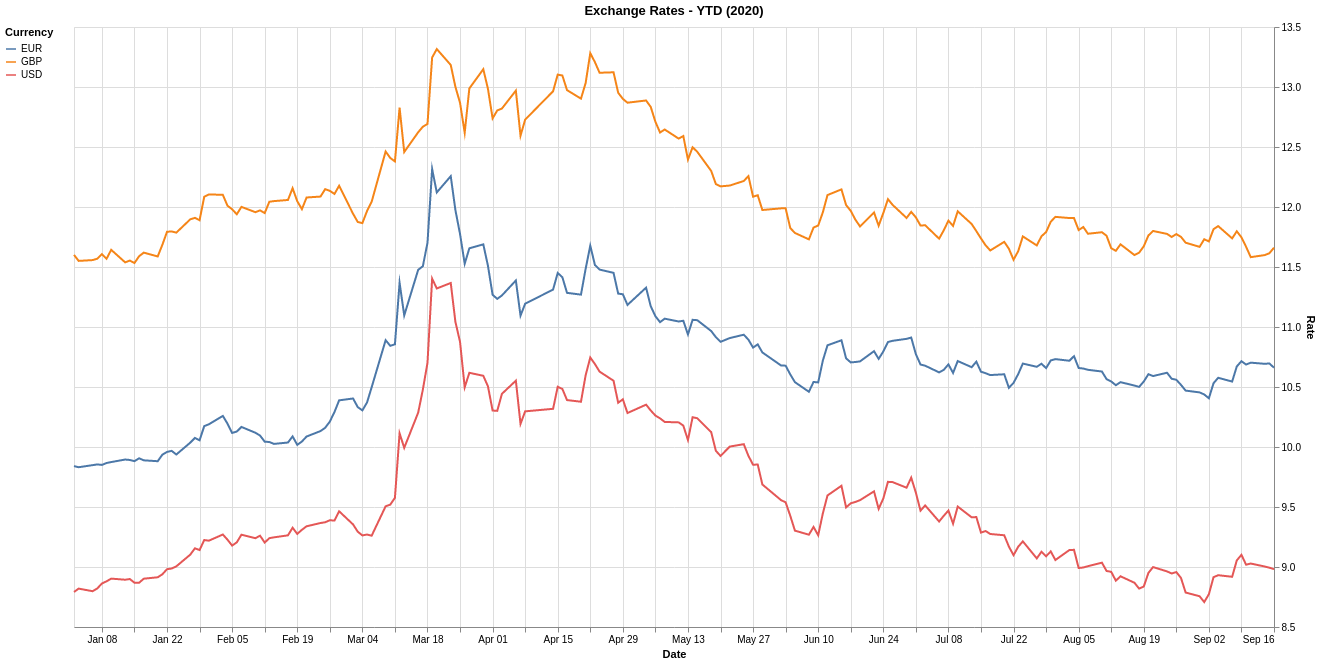 Exchange Rates - YTD (2020)
Currency
EUR
GBP
USD
13.5
13.0
12.5
12.0
11.5
11.0
10.5
10.0
9.5
9.0
8.5
Rate
Jan 08 Jan 22 Feb 05 Feb 19 Mar 04 Mar 18 Apr 01 Apr 15 Apr 29 May 13 May 27 Jun 10 Jun 24 Jul 08 Jul 22 Aug 05 Aug 19 Sep 02 Sep 16
Date